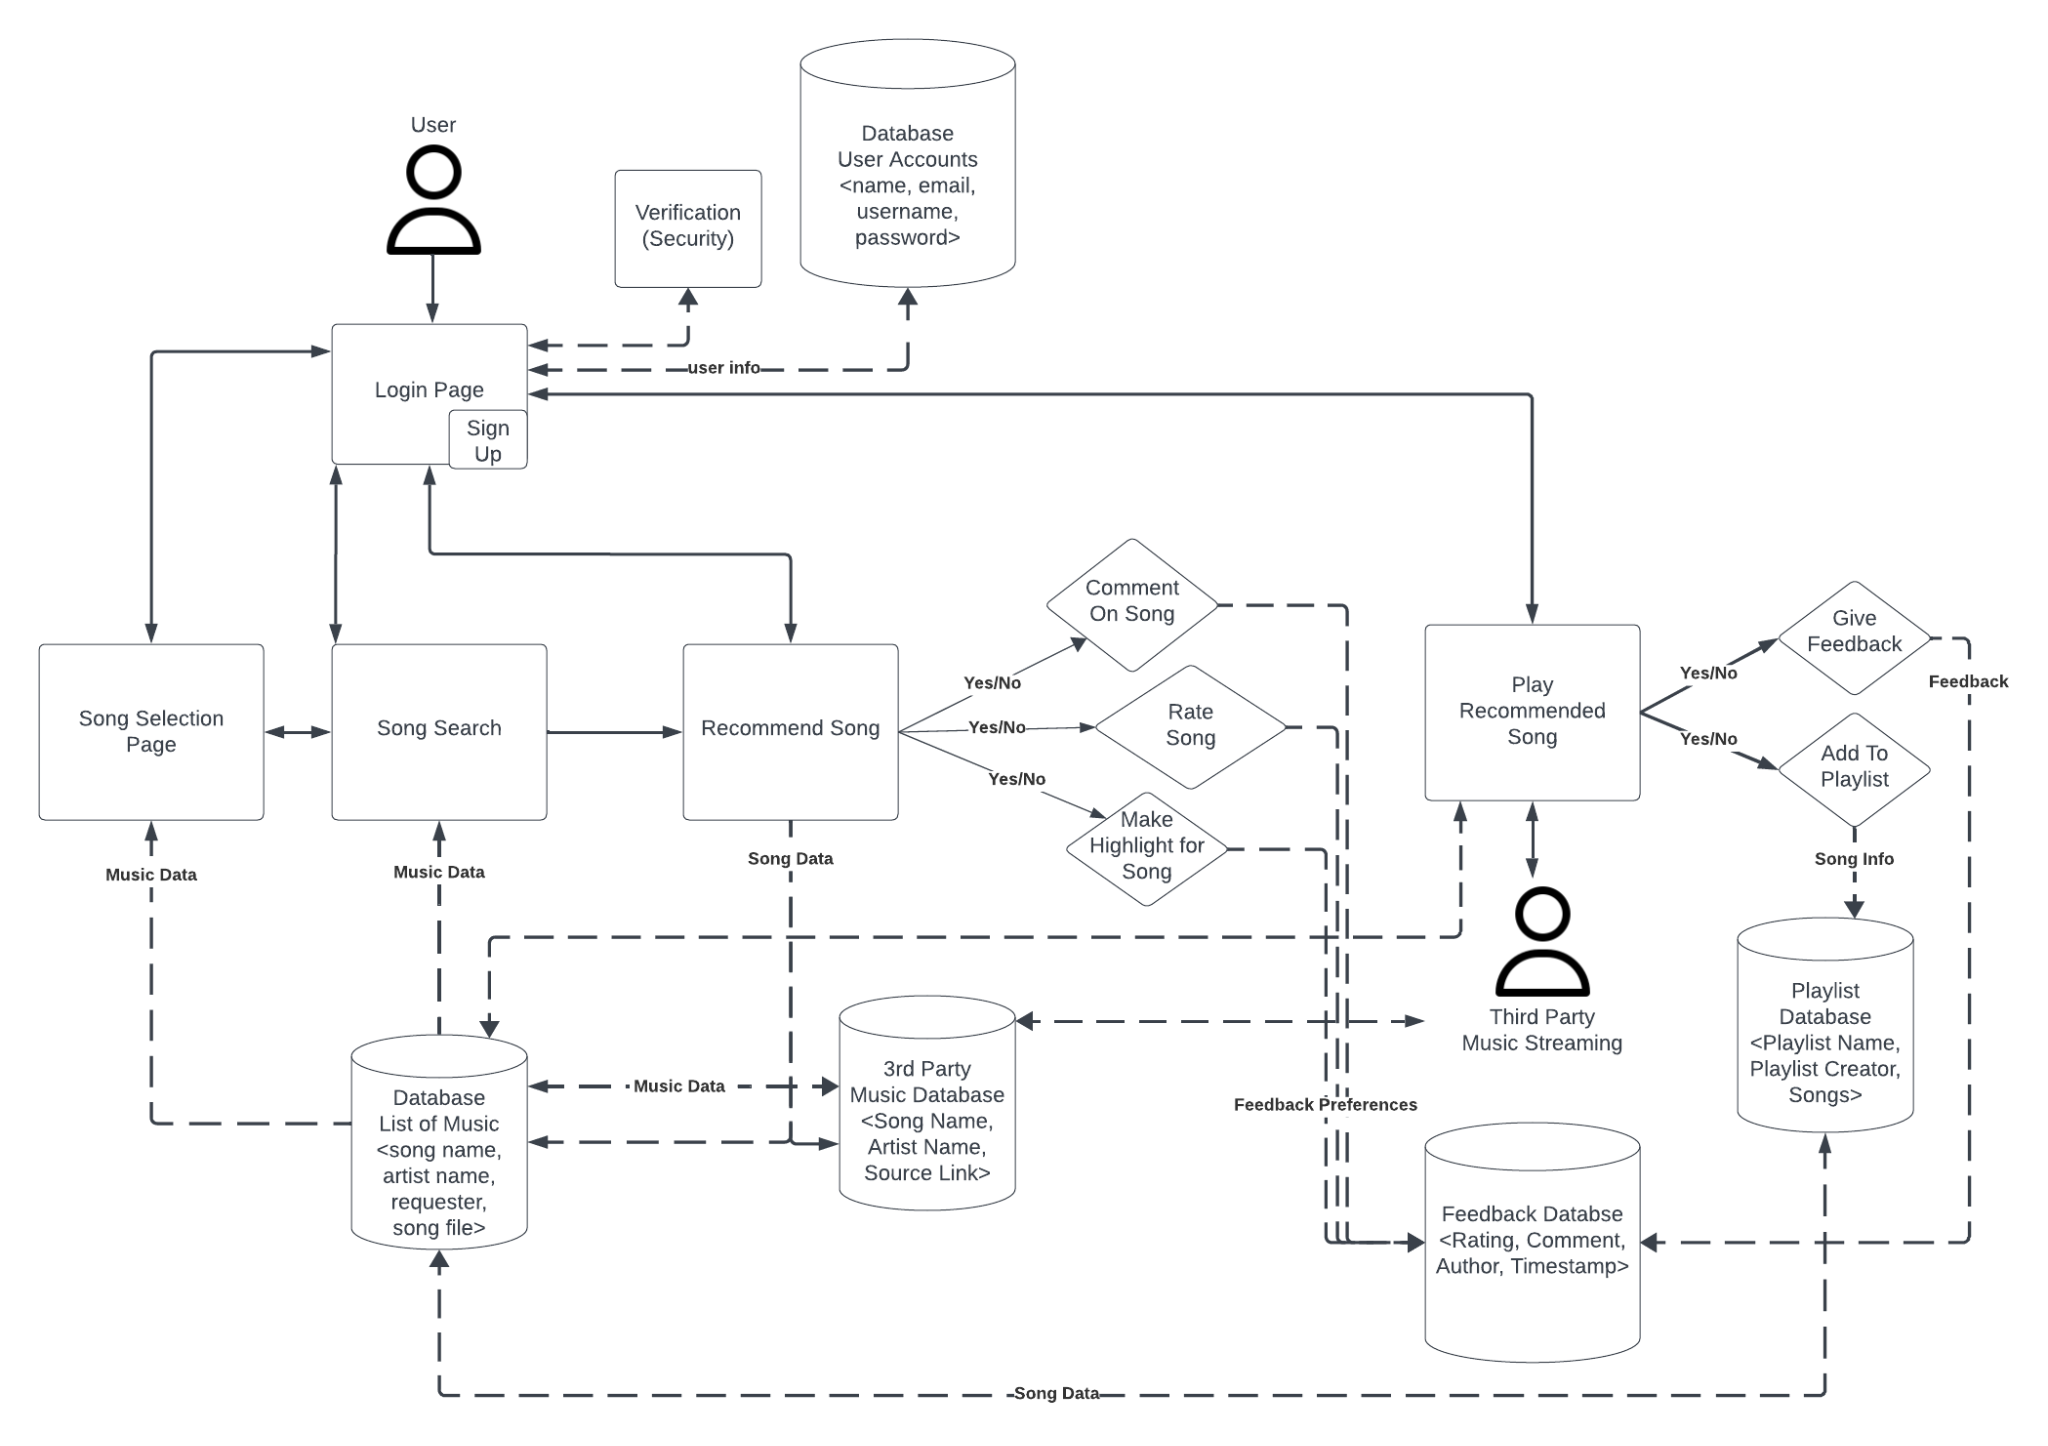 User
Database
User Accounts
<name, email,
username,
password>
Verification
(Security)
user info
Login Page
Sign
Up
Comment
On Song
Give
Feedback
Yes/No
Feedback
Yes/No
Song Selection
Page
Song Search
Recommend Song
Yes/No
Rate
Song
Play
Recommended
Song
Yes/No
Add To
Playlist
Yes/No
Make
Highlight for
Song
Music Data
Music Data
Song Data
Song Info
Third Party
Music Streaming
Playlist
Database
<Playlist Name,
Playlist Creator,
Songs>
Database
List of Music
<song name,
artist name,
requester,
song file>
Music Data
3rd Party
Music Database
<Song Name,
Artist Name,
Source Link>
Feedback Preferences
Feedback Databse
<Rating, Comment,
Author, Timestamp>
Song Data